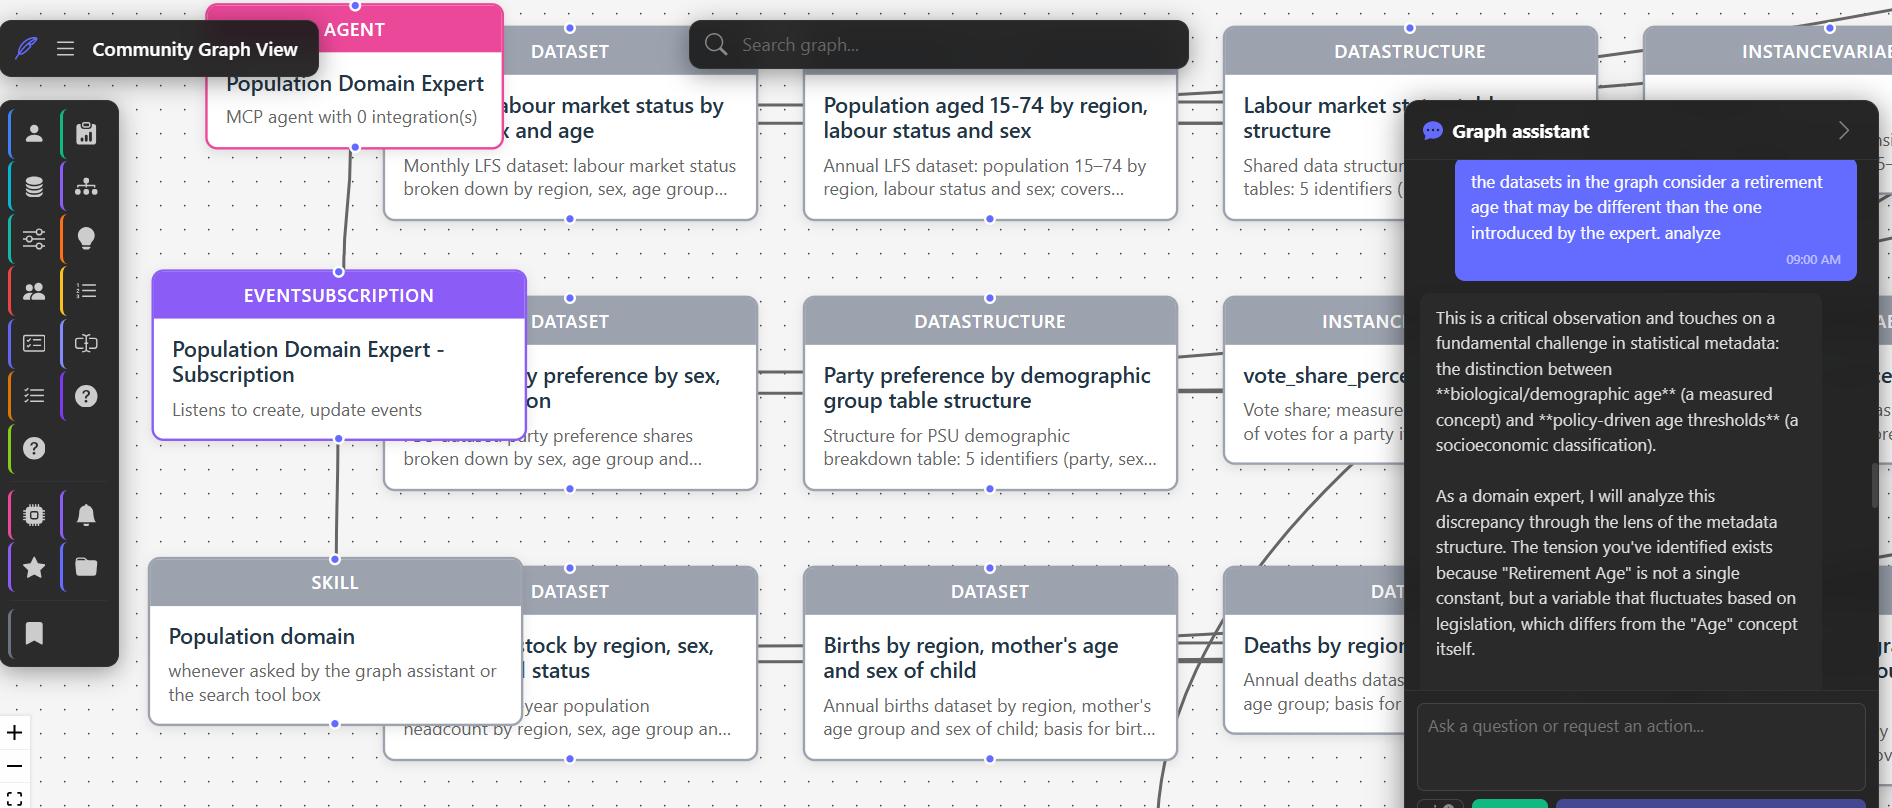 Community Graph View
Search graph...
AGENT
Population Domain Expert
MCP agent with 0 integration(s)
DATASET
abour market status by
x and age
Monthly LFS dataset: labour market status
broken down by region, sex, age group...
Population aged 15-74 by region,
labour status and sex
Annual LFS dataset: population 15–74 by
region, labour status and sex; covers...
DATASTRUCTURE
Labour market st
structure
Shared data structur
tables: 5 identifiers (
INSTANCEVARIAB
EVENTSUBSCRIPTION
Population Domain Expert -
Subscription
Listens to create, update events
DATASET
y preference by sex,
on
party preference shares
broken down by sex, age group and...
DATASTRUCTURE
Party preference by demographic
group table structure
Structure for PSU demographic
breakdown table: 5 identifiers (party, sex...
INSTANC
vote_share_perce
Vote share; measure
of votes for a party i
SKILL
Population domain
whenever asked by the graph assistant or
the search tool box
DATASET
tock by region, sex,
l status
year population
headcount by region, sex, age group an...
DATASET
Births by region, mother's age
and sex of child
Annual births dataset by region, mother's
age group and sex of child; basis for birt...
DAT
Deaths by region
Annual deaths datas
age group; basis for
Graph assistant
the datasets in the graph consider a retirement
age that may be different than the one
introduced by the expert. analyze
09:00 AM
This is a critical observation and touches on a
fundamental challenge in statistical metadata:
the distinction between
**biological/demographic age** (a measured
concept) and **policy-driven age thresholds** (a
socioeconomic classification).
As a domain expert, I will analyze this
discrepancy through the lens of the metadata
structure. The tension you've identified exists
because "Retirement Age" is not a single
constant, but a variable that fluctuates based on
legislation, which differs from the "Age" concept
itself.
Ask a question or request an action...